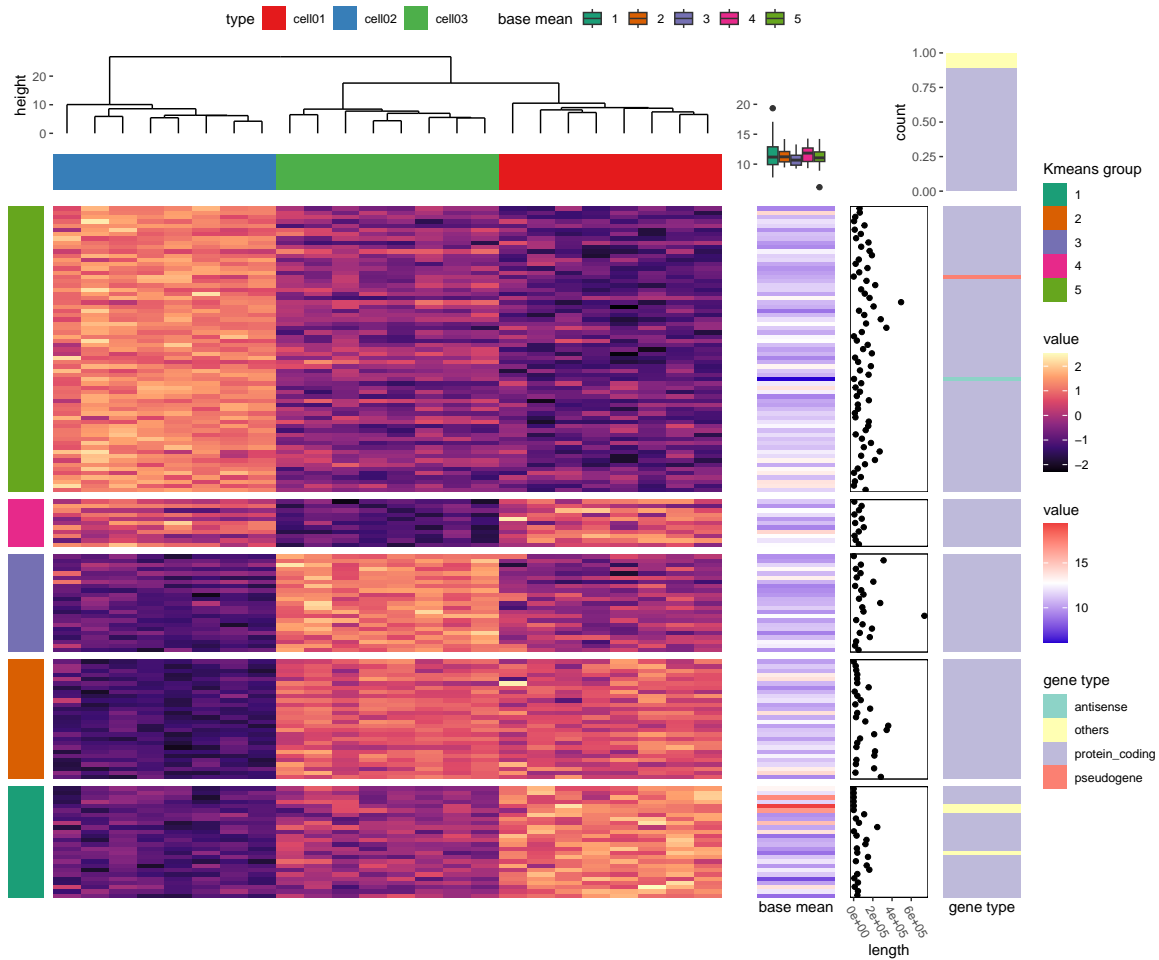 type cell01 cell02 cell03 base mean 1 2 3 4 5
height
20
10
0
20
15
10
count
1.00
0.75
0.50
0.25
0.00
Kmeans group
1
2
3
4
5
value
2
1
0
−1
−2
value
15
10
gene type
antisense
others
protein_coding
pseudogene
base mean
0e+00
2e+05
4e+05
6e+05
length
gene type